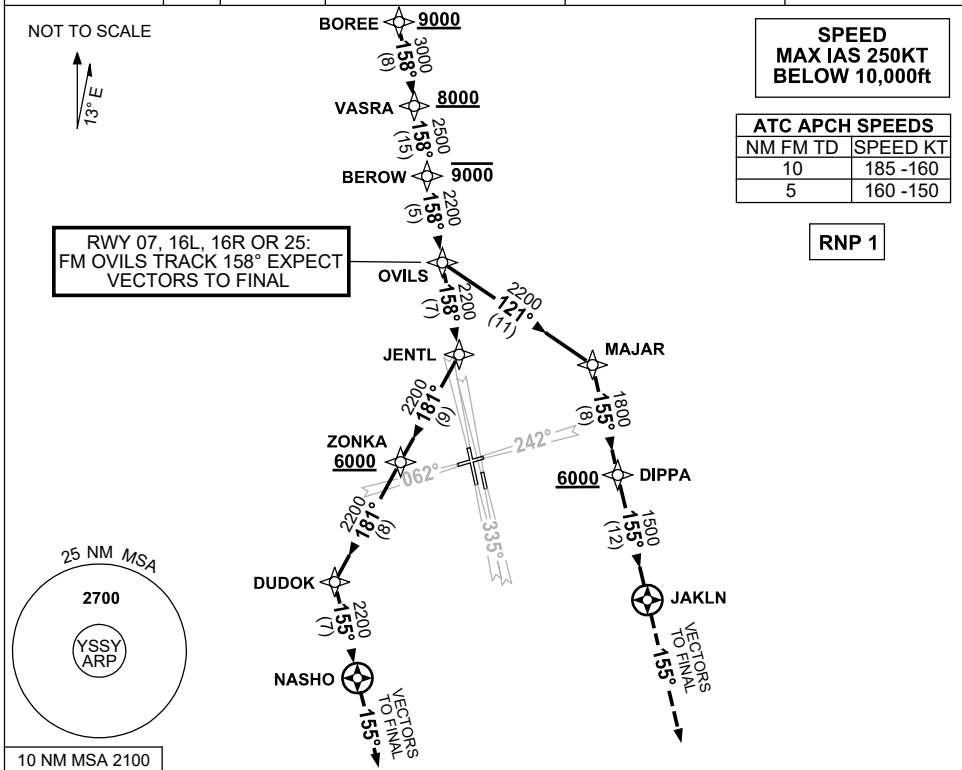 NOT TO SCALE
13° E
BOREE 9000
3000
158°
(8)
VASRA 8000
2500
158°
(15)
BEROW 9000
2200
158°
(5)
OVILS
RWY 07, 16L, 16R OR 25:
FM OVILS TRACK 158° EXPECT
VECTORS TO FINAL
2200
158°
(7)
2200
121°
(11)
JENTL
MAJAR
2200
181°
(9)
1800
155°
(8)
ZONKA
6000
062°
242°
335°
6000 DIPPA
2200
181°
(8)
1500
155°
(12)
DUDOK
JAKLN
2200
155°
(7)
VECTORS
TO FINAL
155°
NASHO
VECTORS
TO FINAL
155°
SPEED
MAX IAS 250KT
BELOW 10,000ft
ATC APCH SPEEDS
NM FM TD SPEED KT
10 185 -160
5 160 -150
RNP 1
25 NM MSA
2700
YSSY
ARP
10 NM MSA 2100